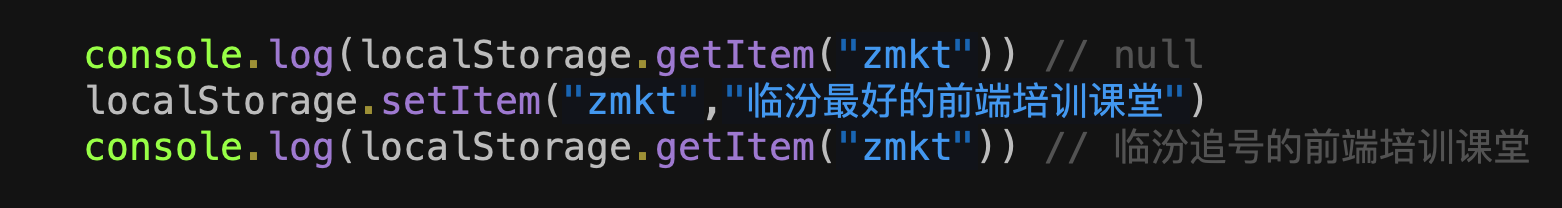 console.log(localStorage.getItem("zmkt")) // null
localStorage.setItem("zmkt","临汾最好的前端培训课堂")
console.log(localStorage.getItem("zmkt")) // 临汾追号的前端培训课堂